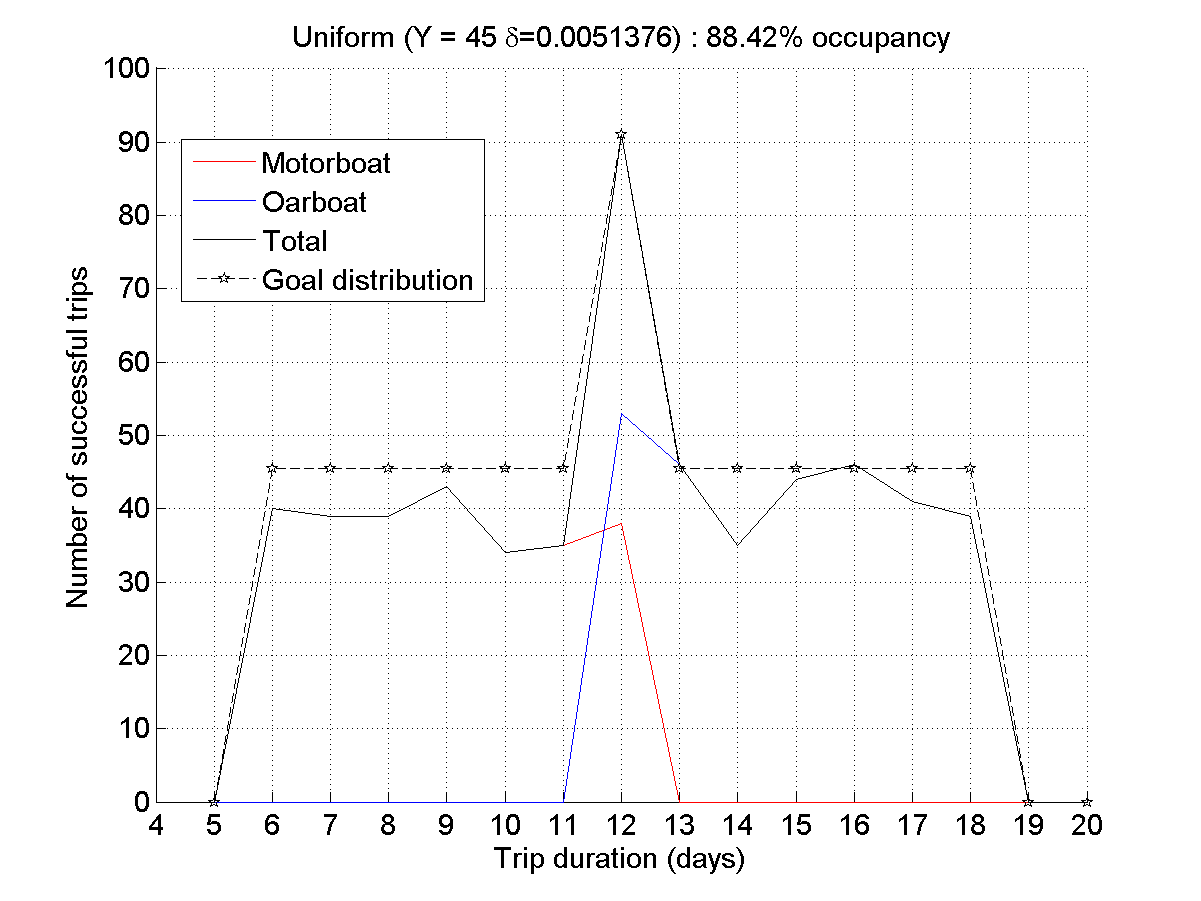 Uniform (Y = 45 δ=0.0051376) : 88.42% occupancy
100
90
80
70
60
50
40
30
20
10
0
Number of successful trips
Motorboat
Oarboat
Total
Goal distribution
4 5 6 7 8 9 10 11 12 13 14 15 16 17 18 19 20
Trip duration (days)